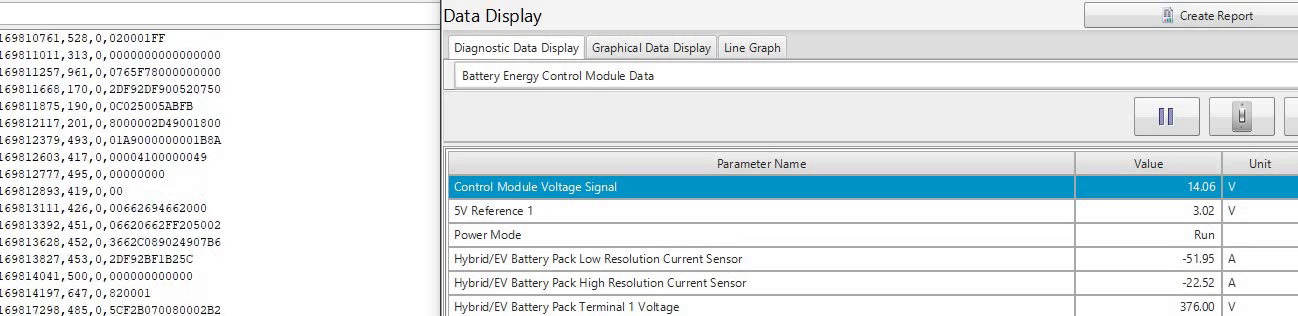 169810761,528,0,020001FF
169811011,313,0,0000000000000000
169811257,961,0,0765F78000000000
169811668,170,0,2DF92DF900520750
169811875,190,0,0C025005ABFB
169812117,201,0,8000002D49001800
169812379,493,0,01A9000000001B8A
169812603,417,0,00004100000049
169812777,495,0,00000000
169812893,419,0,00
169813111,426,0,00662694662000
169813392,451,0,06620662FF205002
169813628,452,0,3662C089024907B6
169813827,453,0,2DF92BF1B25C
169814041,500,0,000000000000
169814197,647,0,820001
169817298,485,0,5CF2B070080002B2
Data Display
Create Report
Diagnostic Data Display Graphical Data Display Line Graph
Battery Energy Control Module Data
Parameter Name Value Unit
Control Module Voltage Signal 14.06 V
5V Reference 1 3.02 V
Power Mode Run
Hybrid/EV Battery Pack Low Resolution Current Sensor -51.95 A
Hybrid/EV Battery Pack High Resolution Current Sensor -22.52 A
Hybrid/EV Battery Pack Terminal 1 Voltage 376.00 V